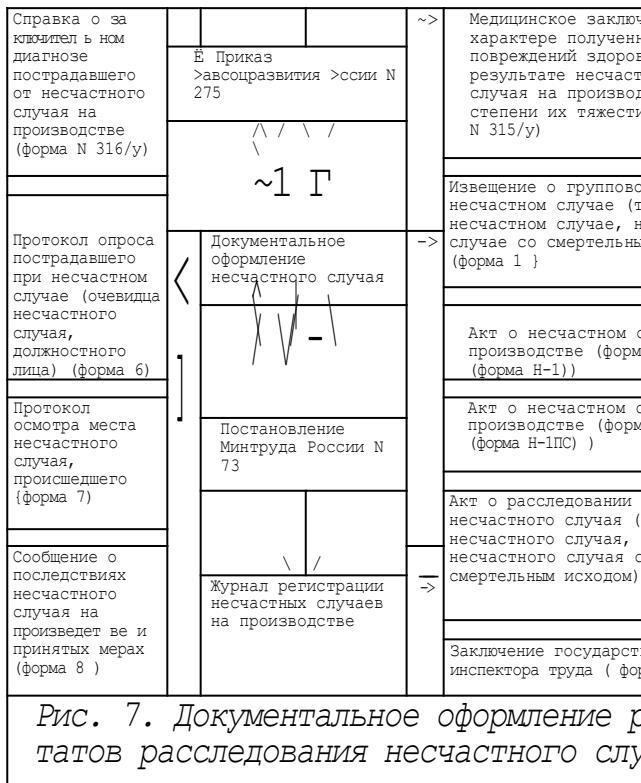 Справка о за
ключител ь ном
диагнозе
пострадавшего
от несчастного
случая на
производстве
(форма N 316/у)
Протокол опроса
пострадавшего
при несчастном
случае (очевидца
несчастного
случая,
должностного
лица) (форма 6)
Протокол
осмотра места
несчастного
случая,
происшедшего
{форма 7)
Сообщение о
последствиях
несчастного
случая на
произведет ве и
принятых мерах
(форма 8 )
Ё Приказ
>авсоцразвития >ссии N
275
/\ / \ /
\
~1 Г
Документальное
оформление
несчастного случая
Постановление
Минтруда России N
73
\ /
Журнал регистрации
несчастных случаев
на производстве
~>
->
->
Медицинское заклю
характере получен
повреждений здоров
результате несчаст
случая на производ
степени их тяжести
N 315/у)
Извещение о группово
несчастном случае (т
несчастном случае, н
случае со смертельны
(форма 1 }
Акт о несчастном с
производстве (форм
(форма Н-1))
Акт о несчастном с
производстве (форм
(форма Н-1ПС) )
Акт о расследовании
несчастного случая (
несчастного случая,
несчастного случая с
смертельным исходом)
Заключение государст
инспектора труда ( фор
Рис. 7. Документальное оформление р
татов расследования несчастного слу